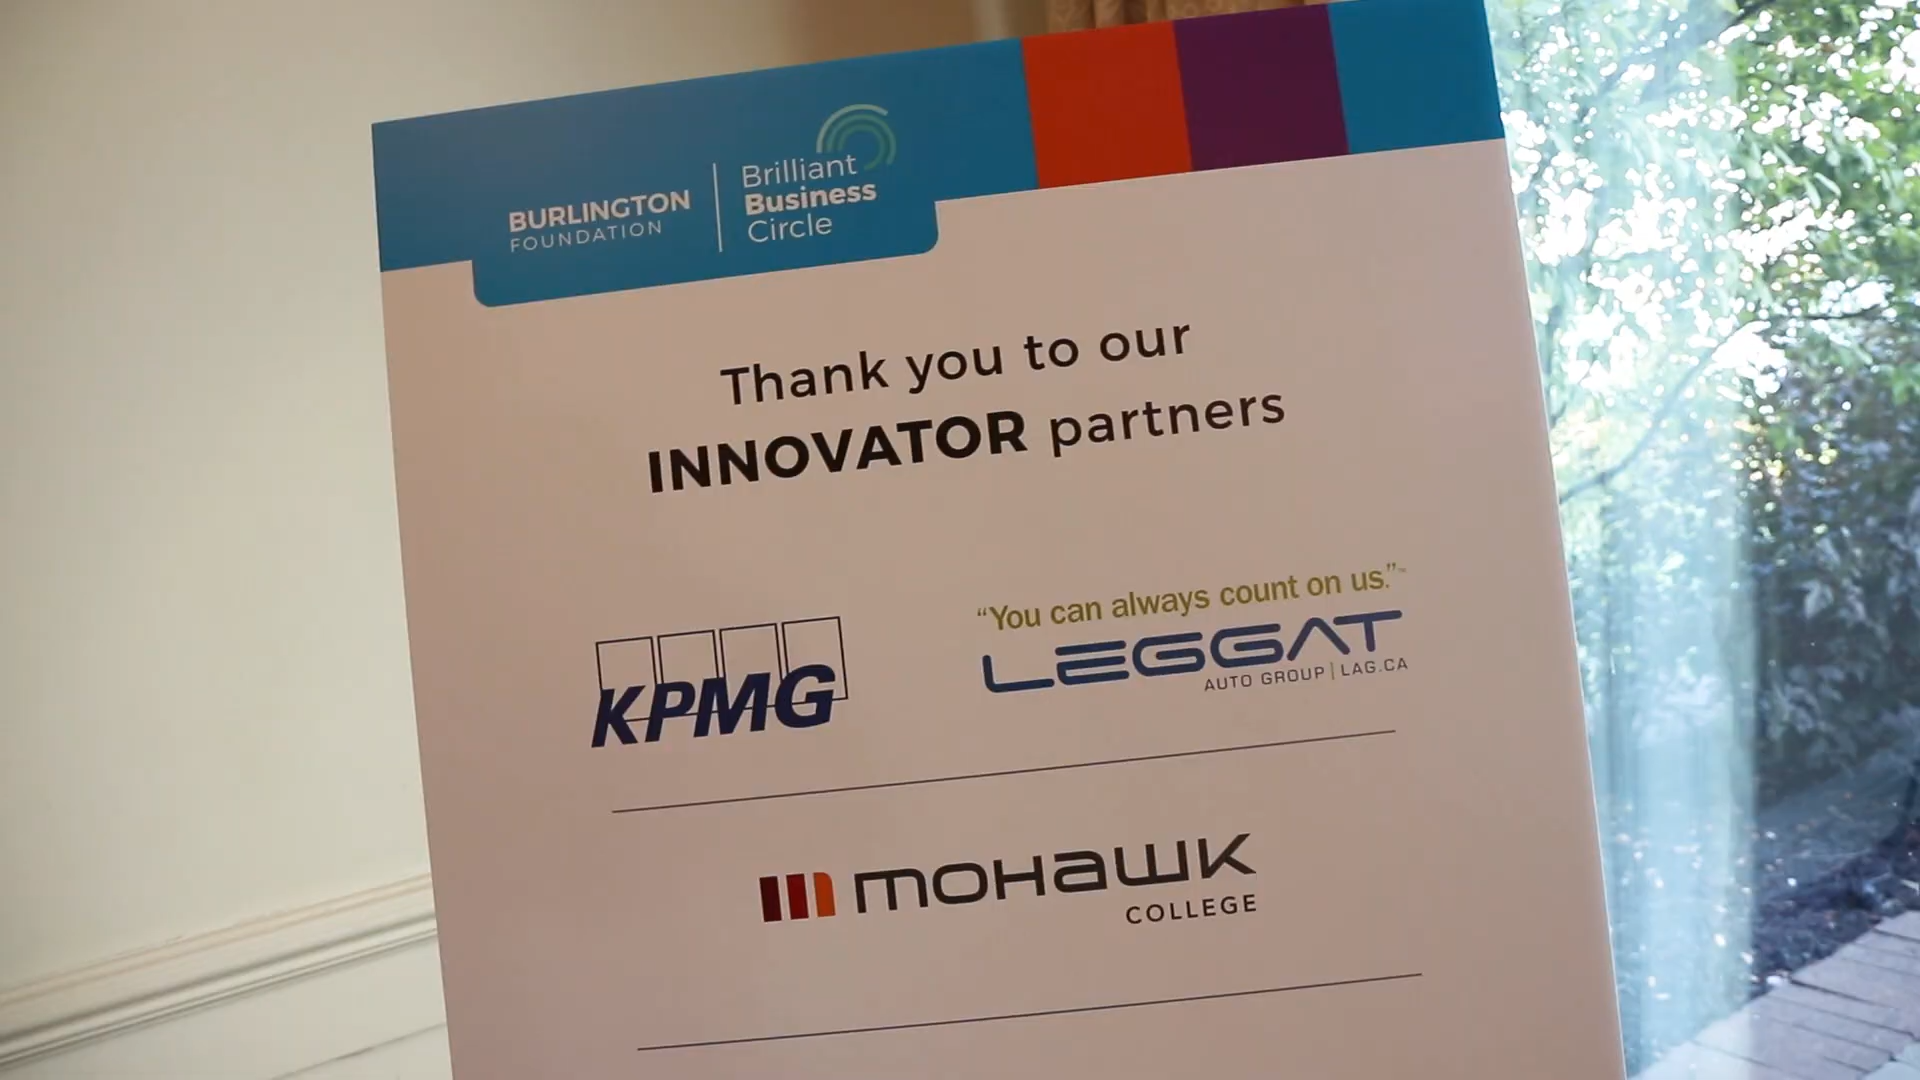 BURLINGTON
FOUNDATION
Brilliant
Business
Circle
Thank you to our
INNOVATOR partners
KPMG
“You can always count on us.”™
LEGGAT
AUTO GROUP | LAG.CA
mOHaWK
COLLEGE